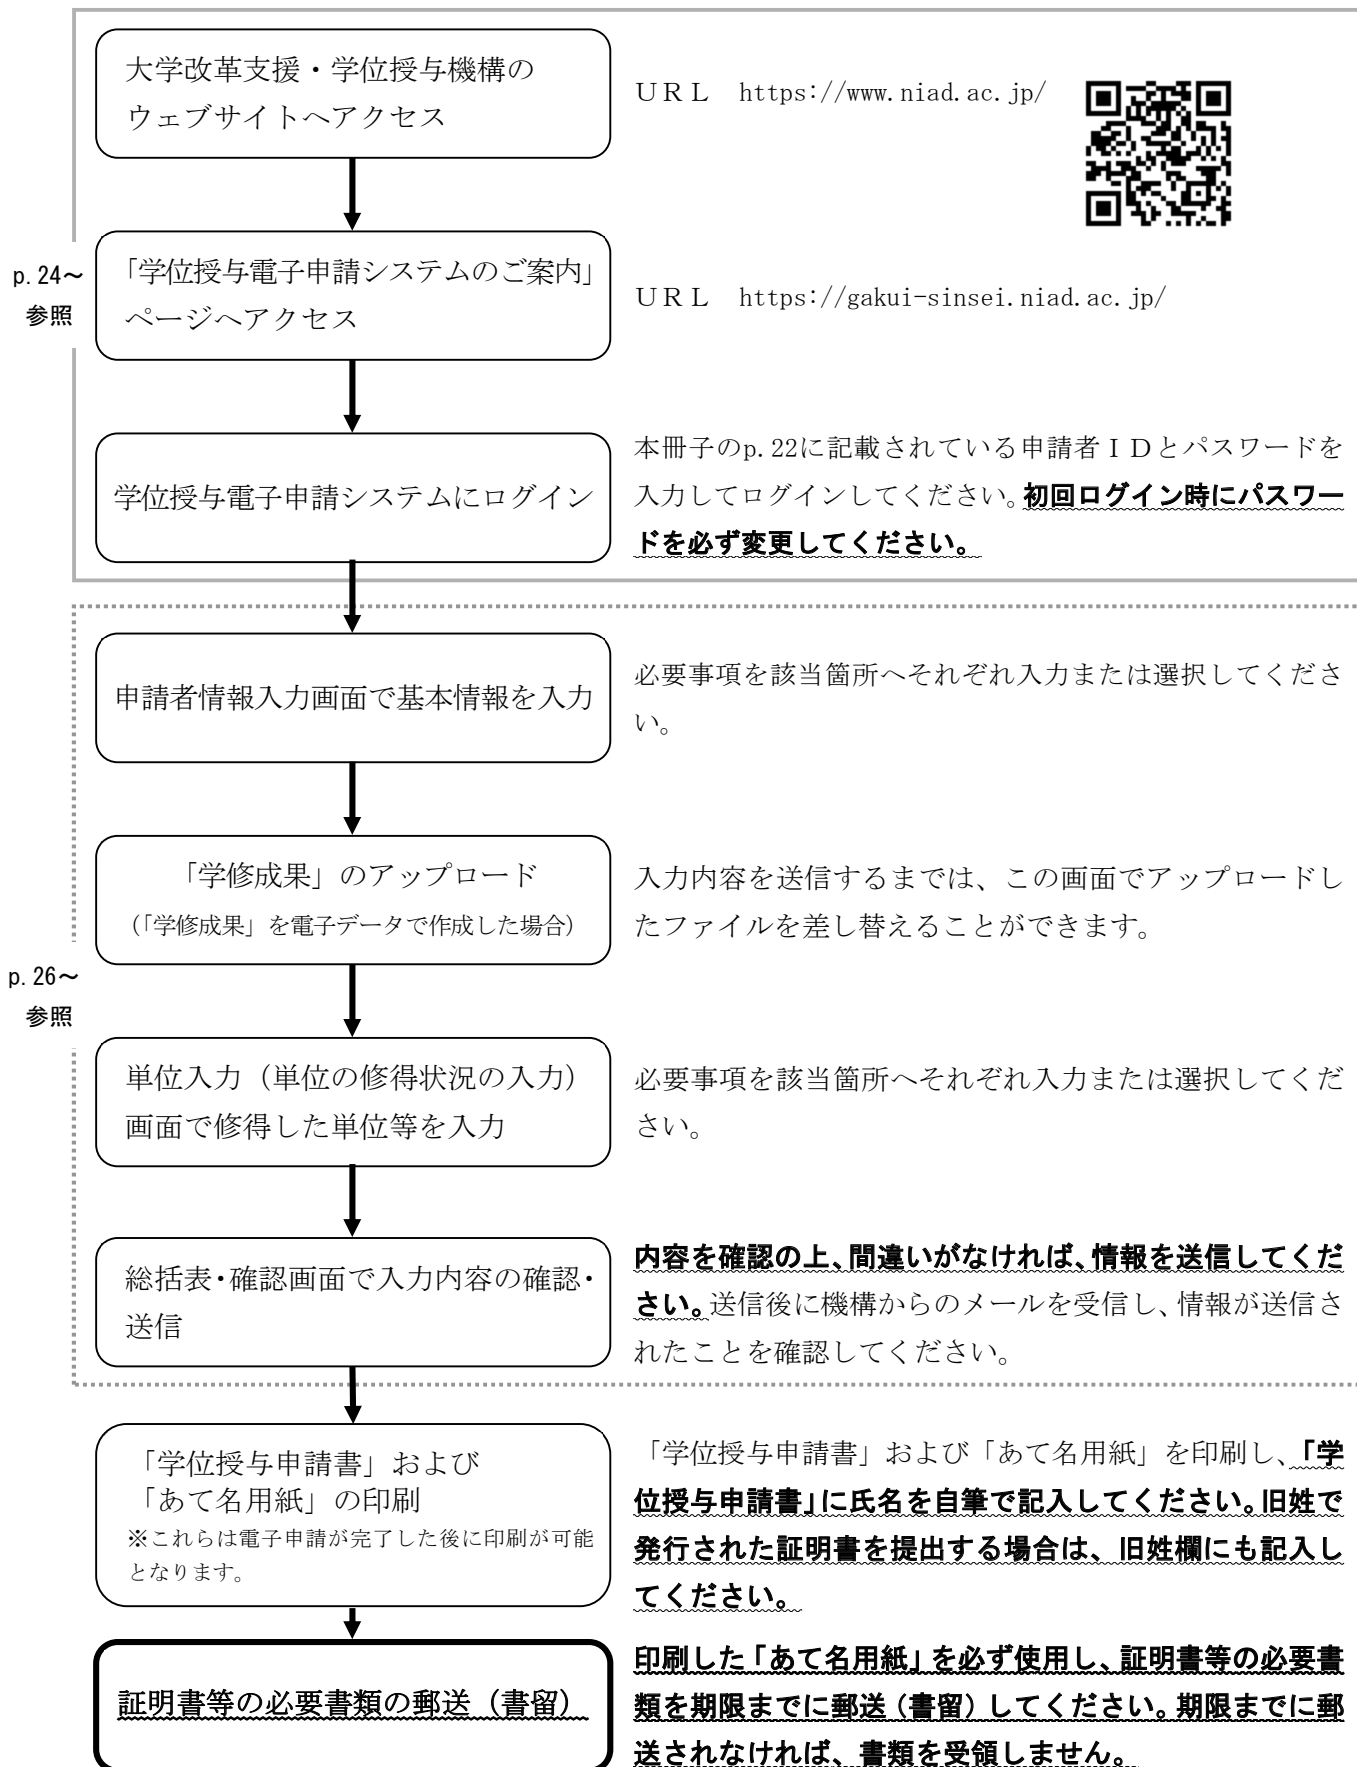 大学改革支援・学位授与機構の
ウェブサイトへアクセス
ＵＲＬ　https://www.niad.ac.jp/
p.24～
参照
「学位授与電子申請システムのご案内」
ページへアクセス
ＵＲＬ　https://gakui-sinsei.niad.ac.jp/
学位授与電子申請システムにログイン
本冊子のp.22に記載されている申請者ＩＤとパスワードを
入力してログインしてください。初回ログイン時にパスワー
ドを必ず変更してください。
申請者情報入力画面で基本情報を入力
必要事項を該当箇所へそれぞれ入力または選択してくださ
い。
「学修成果」のアップロード
（「学修成果」を電子データで作成した場合）
入力内容を送信するまでは、この画面でアップロードし
たファイルを差し替えることができます。
p.26～
参照
単位入力（単位の修得状況の入力）
画面で修得した単位等を入力
必要事項を該当箇所へそれぞれ入力または選択してくだ
さい。
総括表・確認画面で入力内容の確認・
送信
内容を確認の上、間違いがなければ、情報を送信してくだ
さい。送信後に機構からのメールを受信し、情報が送信さ
れたことを確認してください。
「学位授与申請書」および
「あて名用紙」の印刷
※これらは電子申請が完了した後に印刷が可能
となります。
「学位授与申請書」および「あて名用紙」を印刷し、「学
位授与申請書」に氏名を自筆で記入してください。旧姓で
発行された証明書を提出する場合は、旧姓欄にも記入し
てください。
証明書等の必要書類の郵送（書留）
印刷した「あて名用紙」を必ず使用し、証明書等の必要書
類を期限までに郵送（書留）してください。期限までに郵
送されなければ、書類を受領しません。